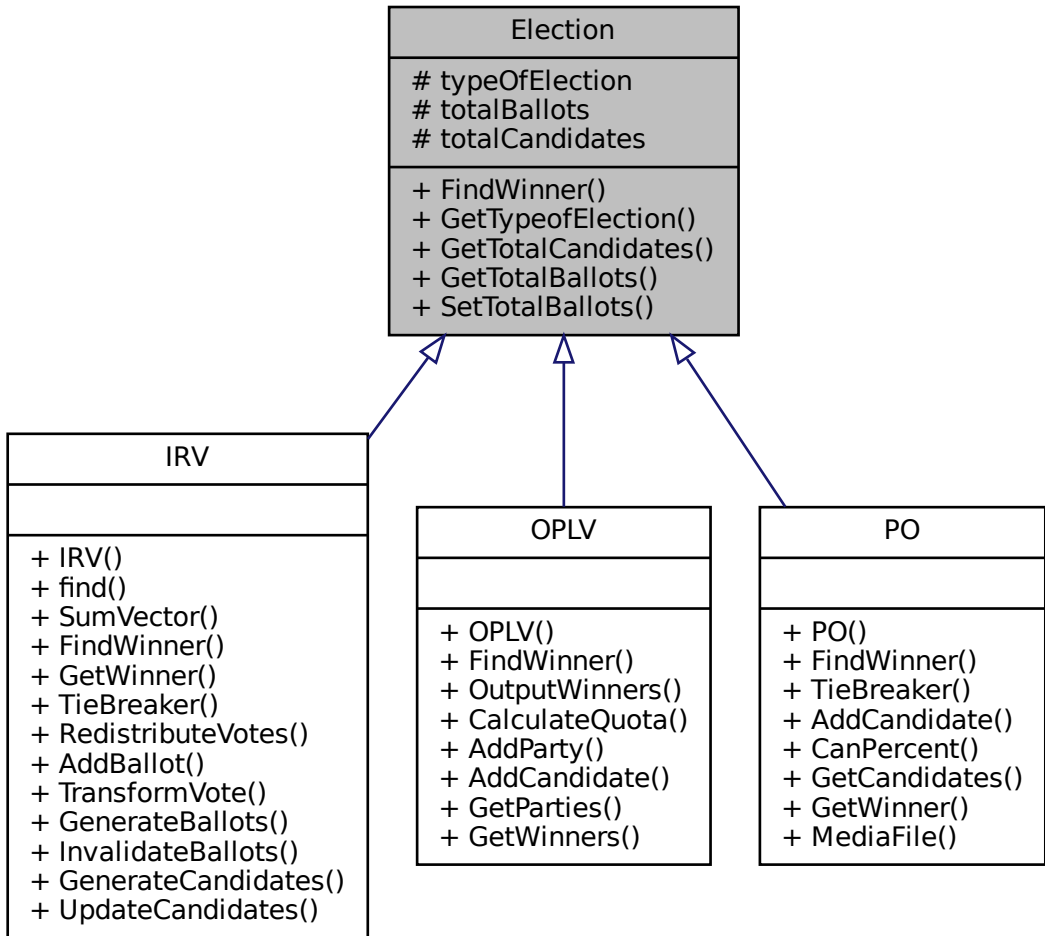 Election
# typeOfElection
# totalBallots
# totalCandidates
+ FindWinner()
+ GetTypeofElection()
+ GetTotalCandidates()
+ GetTotalBallots()
+ SetTotalBallots()
IRV
+ IRV()
+ find()
+ SumVector()
+ FindWinner()
+ GetWinner()
+ TieBreaker()
+ RedistributeVotes()
+ AddBallot()
+ TransformVote()
+ GenerateBallots()
+ InvalidateBallots()
+ GenerateCandidates()
+ UpdateCandidates()
OPLV
+ OPLV()
+ FindWinner()
+ OutputWinners()
+ CalculateQuota()
+ AddParty()
+ AddCandidate()
+ GetParties()
+ GetWinners()
PO
+ PO()
+ FindWinner()
+ TieBreaker()
+ AddCandidate()
+ CanPercent()
+ GetCandidates()
+ GetWinner()
+ MediaFile()